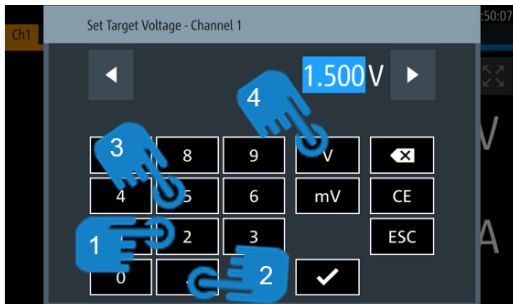 :50:07
Ch1
Set Target Voltage - Channel 1
1.500 V
4
V
3
8 9 V
4 5 6 mV CE
1 2 3 ESC
A
0 2